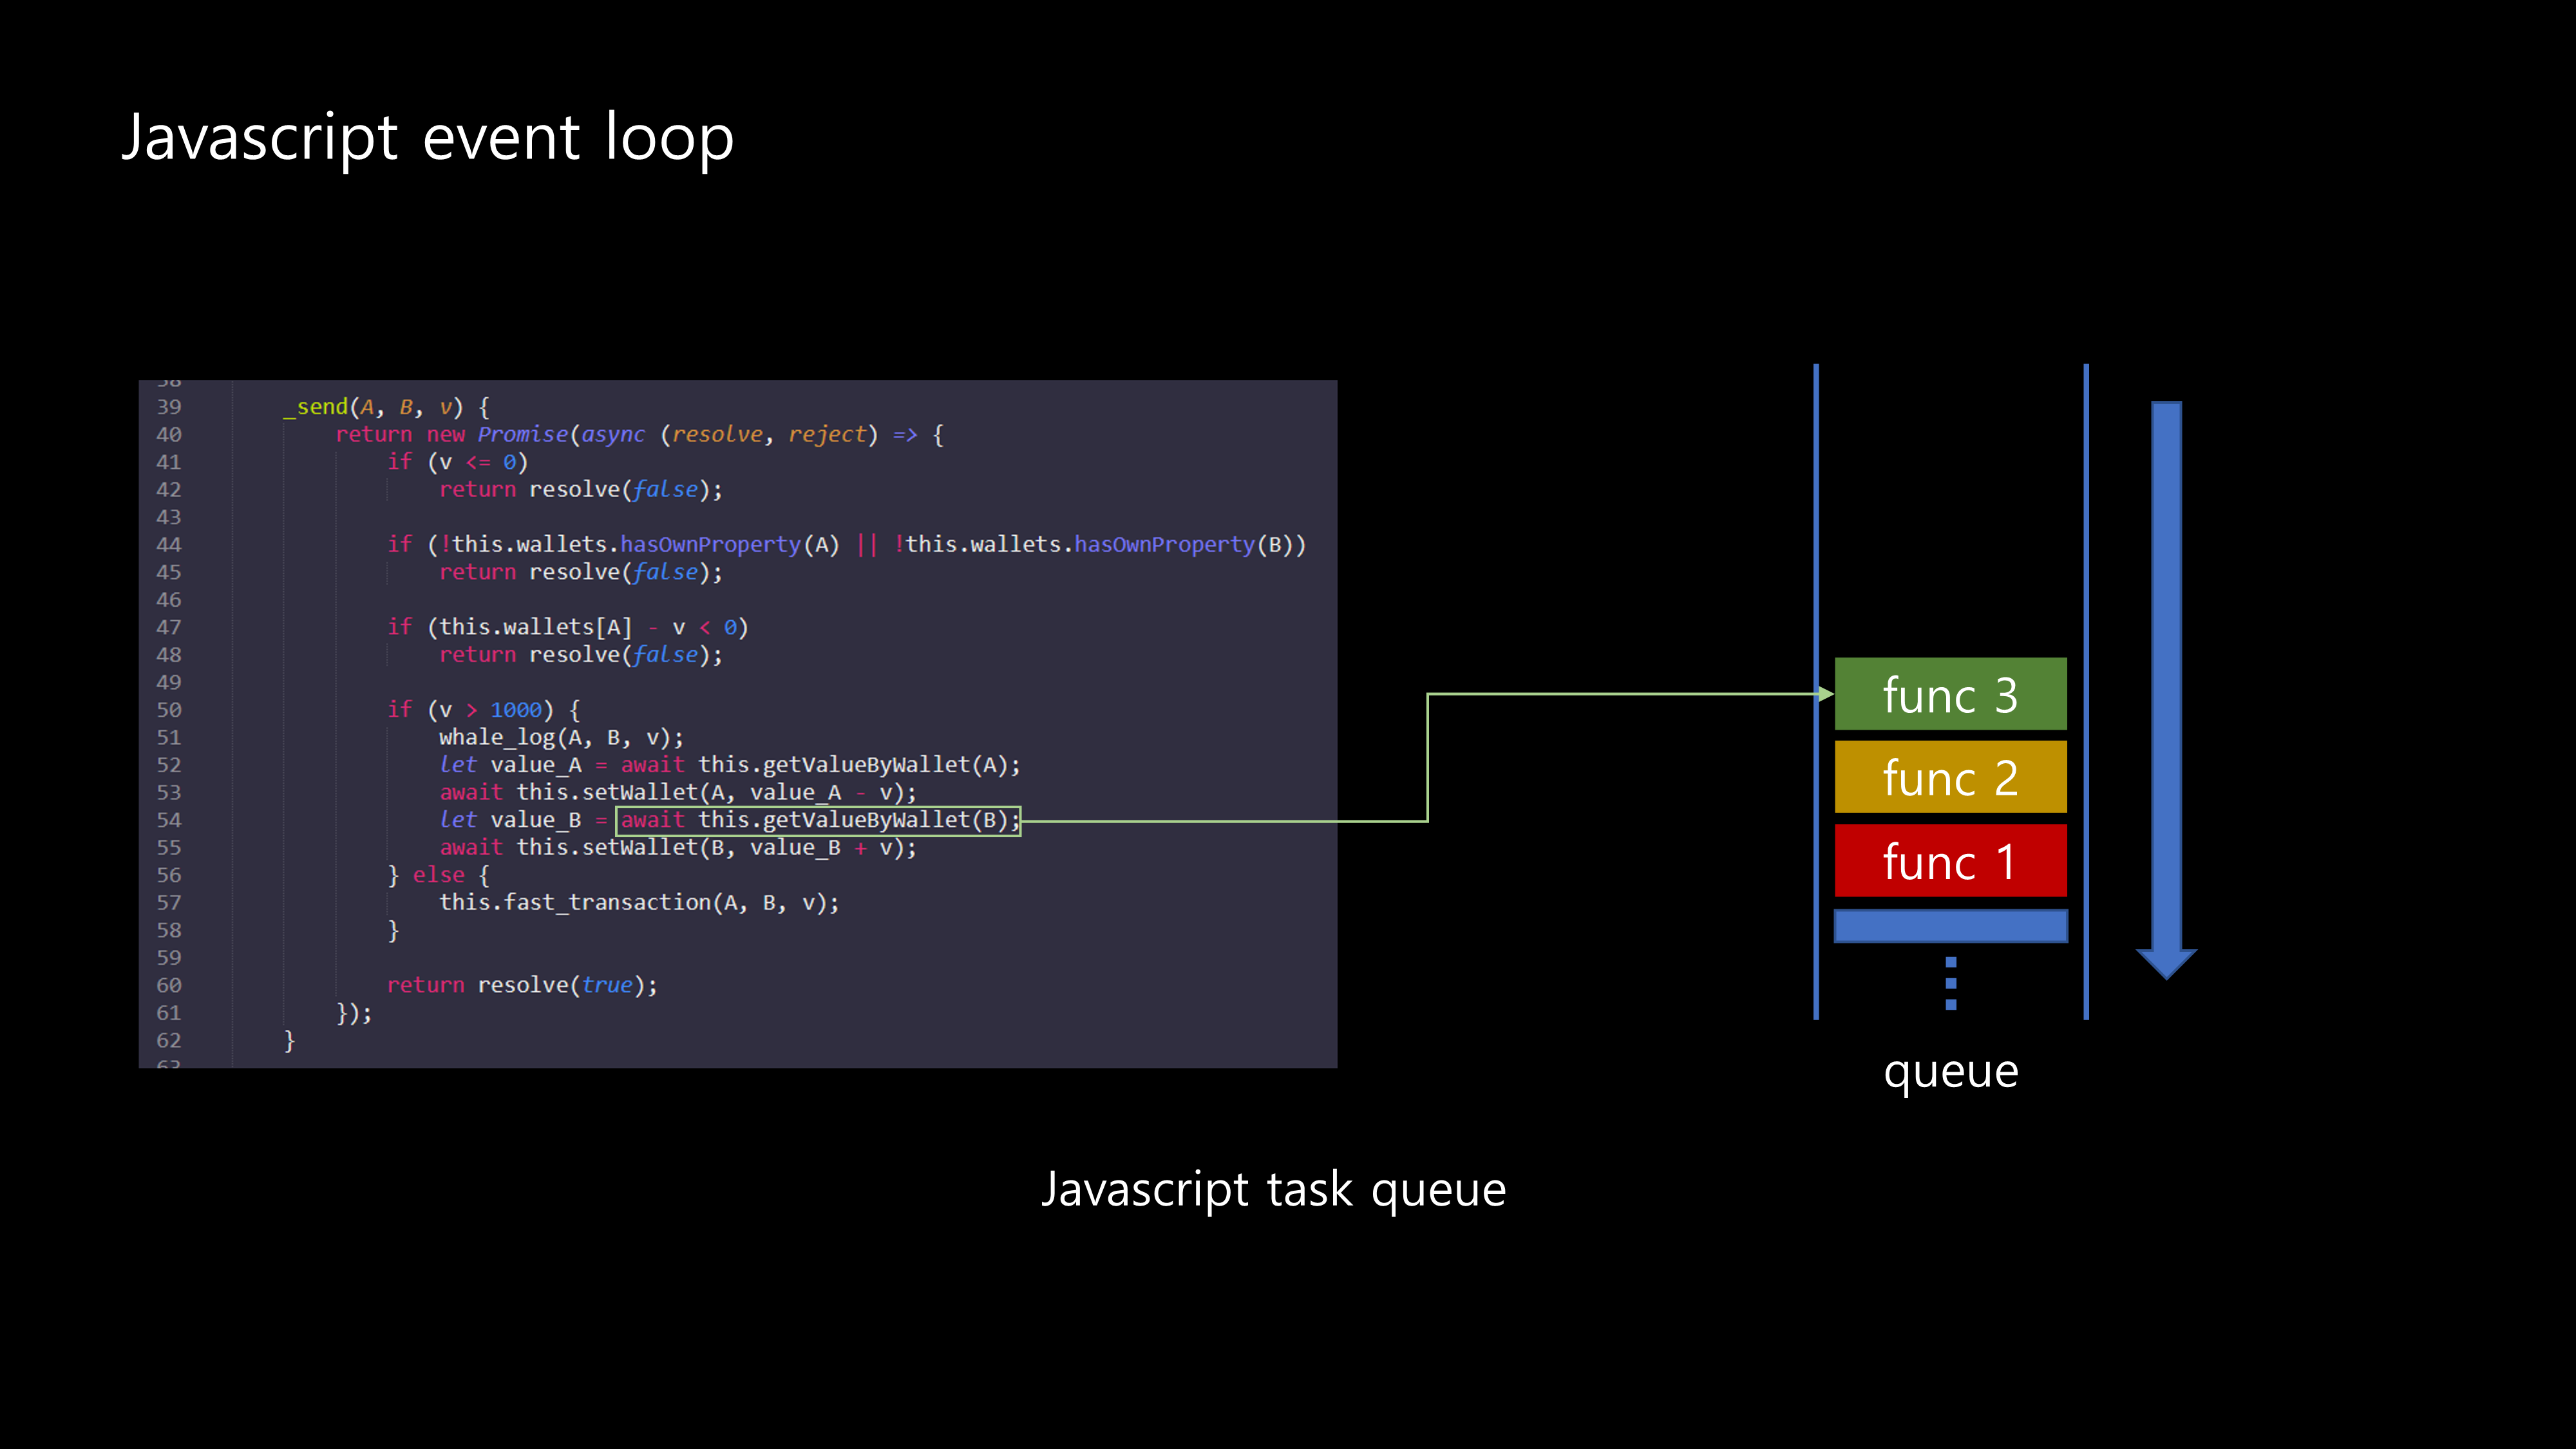 Javascript event loop
39 _send(A, B, v) {
40 return new Promise(async (resolve, reject) => {
41 if (v <= 0)
42 return resolve(false);
43
44 if (!this.wallets.hasOwnProperty(A) || !this.wallets.hasOwnProperty(B))
45 return resolve(false);
46
47 if (this.wallets[A] - v < 0)
48 return resolve(false);
49
50 if (v > 1000) {
51 whale_log(A, B, v);
52 let value_A = await this.getValueByWallet(A);
53 await this.setWallet(A, value_A - v);
54 let value_B = await this.getValueByWallet(B);
55 await this.setWallet(B, value_B + v);
56 } else {
57 this.fast_transaction(A, B, v);
58 }
59
60 return resolve(true);
61 });
62 }
func 3
func 2
func 1
queue
Javascript task queue